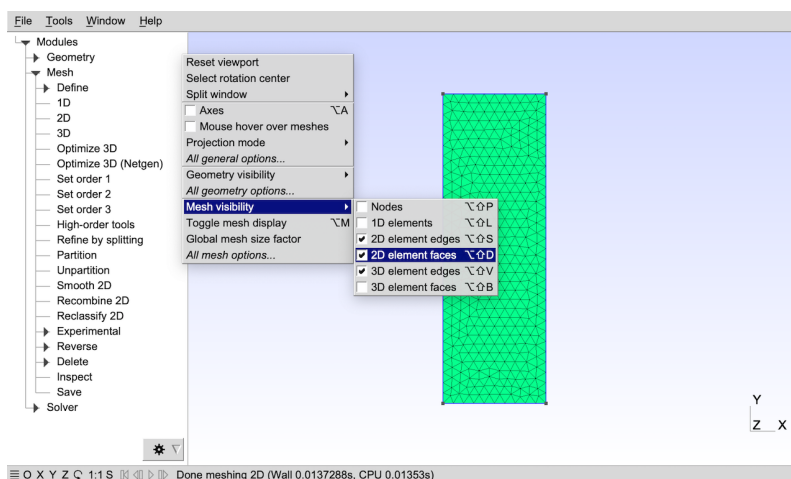 File Tools Window Help
Modules
Geometry
Mesh
Define
1D
2D
3D
Optimize 3D
Optimize 3D (Netgen)
Set order 1
Set order 2
Set order 3
High-order tools
Refine by splitting
Partition
Unpartition
Smooth 2D
Recombine 2D
Reclassify 2D
Experimental
Reverse
Delete
Inspect
Save
Solver
Reset viewport
Select rotation center
Split window
Axes ⌥A
Mouse hover over meshes
Projection mode
All general options...
Geometry visibility
All geometry options...
Mesh visibility
Toggle mesh display ⌥M
Global mesh size factor
All mesh options...
Nodes ⌥⇧P
1D elements ⌥⇧L
2D element edges ⌥⇧S
2D element faces ⌥⇧D
3D element edges ⌥⇧V
3D element faces ⌥⇧B
Y
Z X
O X Y Z 1:1 S Done meshing 2D (Wall 0.0137288s, CPU 0.01353s)